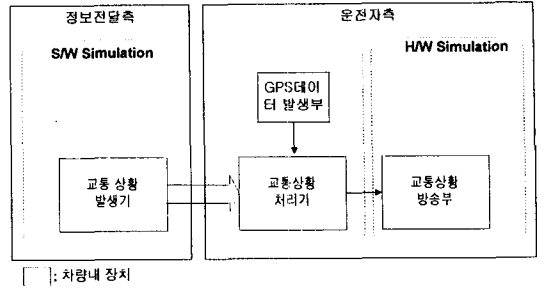 정보전달측
운전자측
S/W Simulation
H/W Simulation
GPS데이
터 발생부
교통 상황
발생기
교통상황
처리기
교통상황
방송부
: 차량내 장치